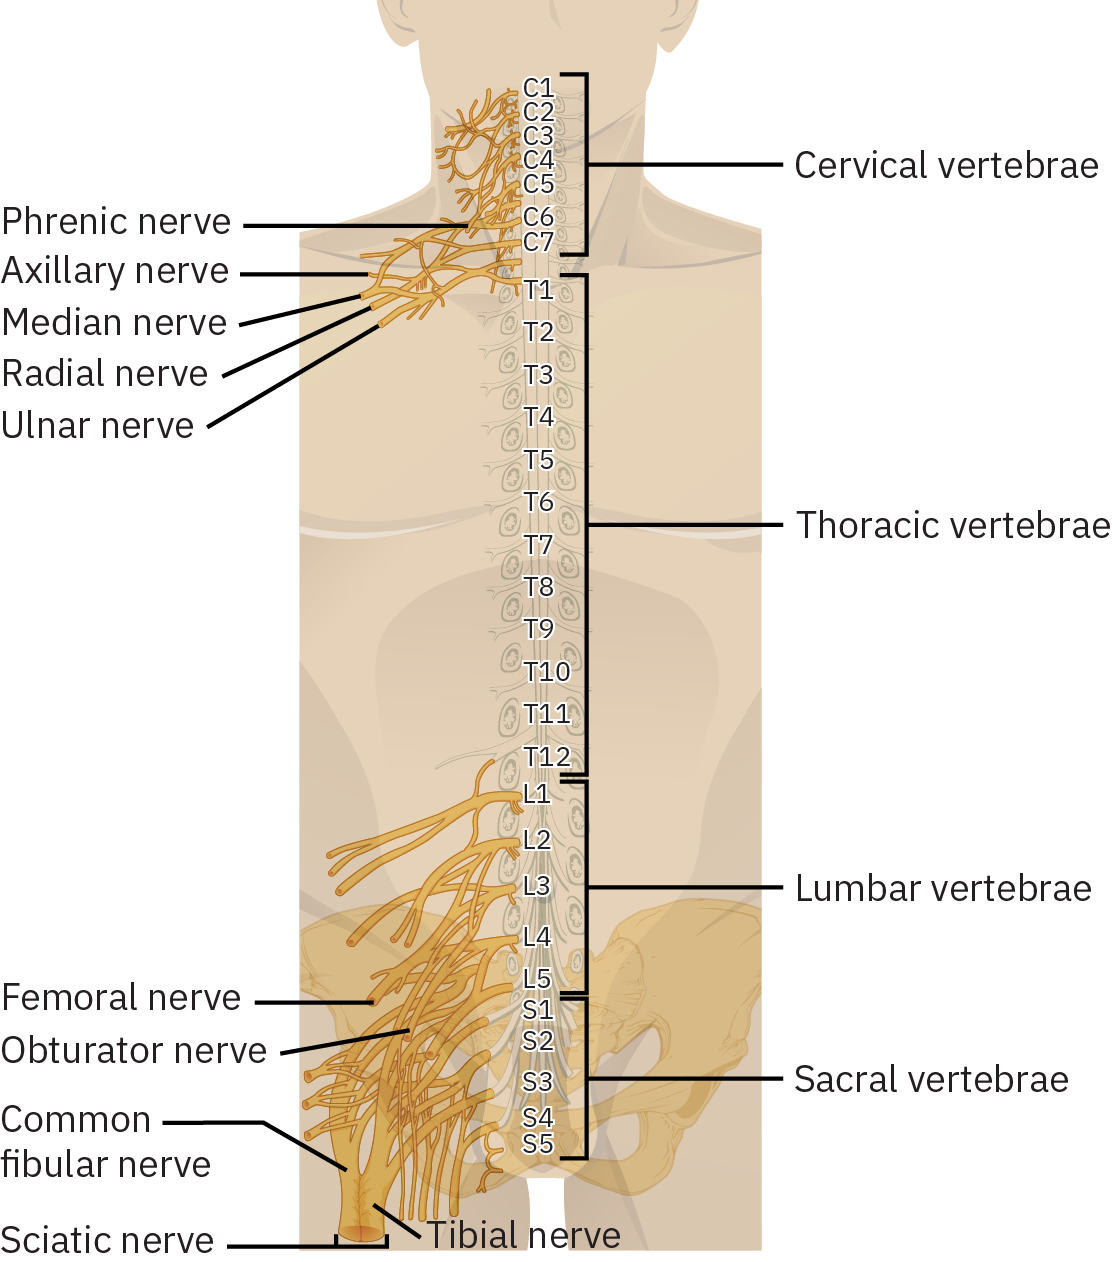 Phrenic nerve
Axillary nerve
Median nerve
Radial nerve
Ulnar nerve
Femoral nerve
Obturator nerve
Common
fibular nerve
Sciatic nerve
Tibial nerve
C1
C2
C3
C4
C5
C6
C7
T1
T2
T3
T4
T5
T6
T7
T8
T9
T10
T11
T12
L1
L2
L3
L4
L5
S1
S2
S3
S4
S5
Cervical vertebrae
Thoracic vertebrae
Lumbar vertebrae
Sacral vertebrae